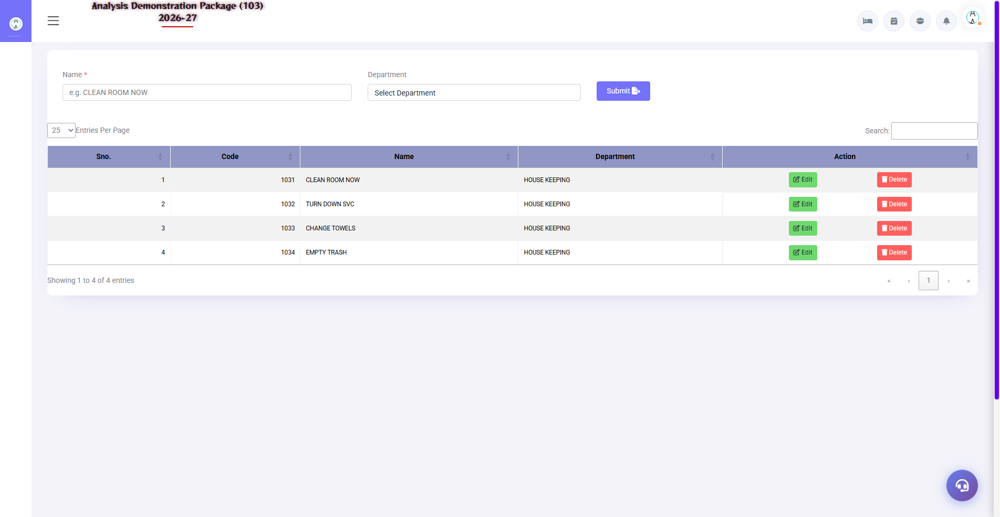 Analysis Demonstration Package (103)
2026-27
Name *
Department
e.g. CLEAN ROOM NOW
Select Department
Submit
25
Entries Per Page
Search:
Sno. Code Name Department Action
1 1031 CLEAN ROOM NOW HOUSE KEEPING Edit Delete
2 1032 TURN DOWN SVC HOUSE KEEPING Edit Delete
3 1033 CHANGE TOWELS HOUSE KEEPING Edit Delete
4 1034 EMPTY TRASH HOUSE KEEPING Edit Delete
Showing 1 to 4 of 4 entries
« ‹ 1 › »